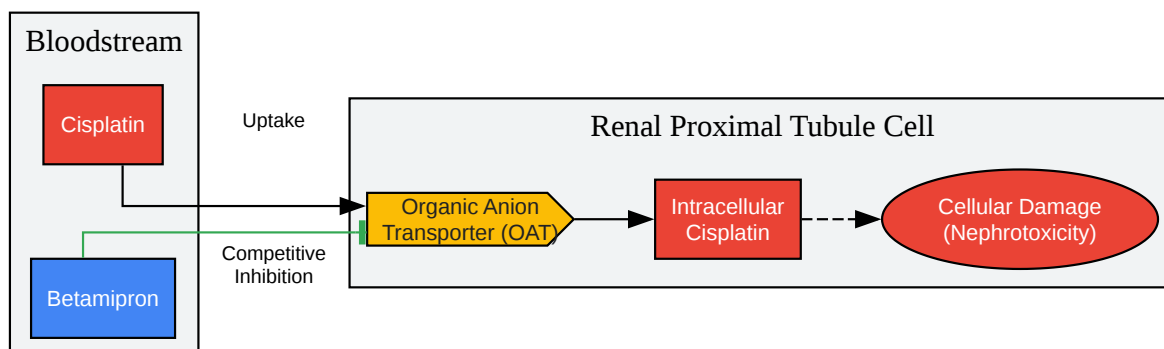 Bloodstream
Cisplatin
Uptake
Renal Proximal Tubule Cell
Organic Anion
Transporter (OAT)
Intracellular
Cisplatin
Cellular Damage
(Nephrotoxicity)
Competitive
Inhibition
Betamipron